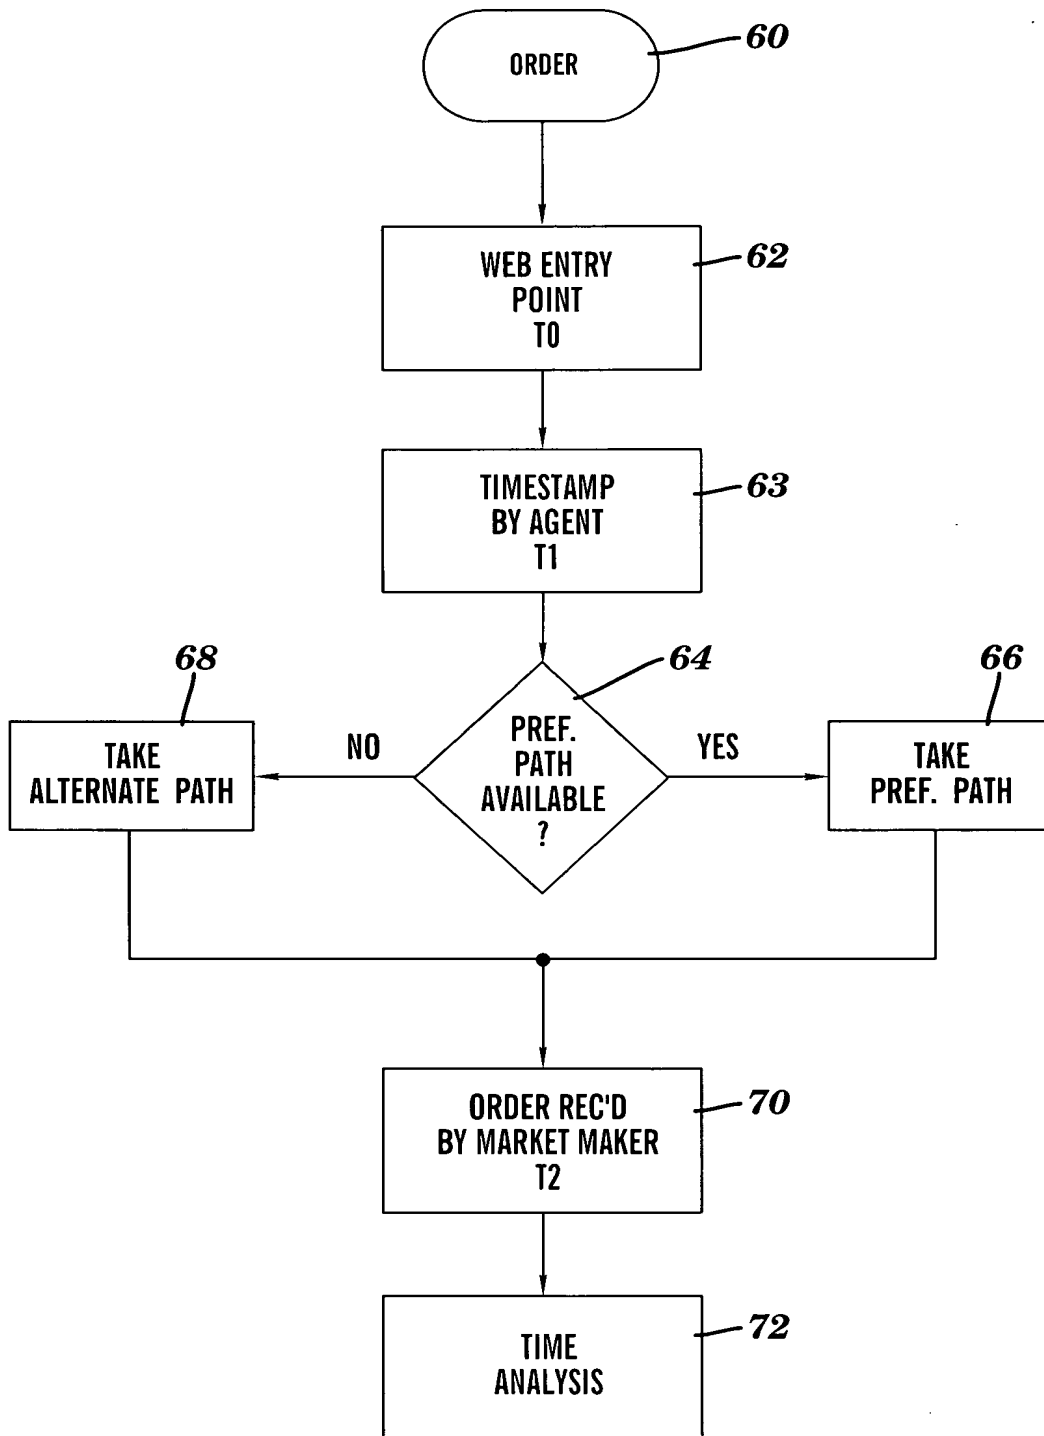 ORDER
60
WEB ENTRY
POINT
T0
62
TIMESTAMP
BY AGENT
T1
63
68
64
66
TAKE
ALTERNATE PATH
NO
PREF.
PATH
AVAILABLE
?
YES
TAKE
PREF. PATH
ORDER REC'D
BY MARKET MAKER
T2
70
TIME
ANALYSIS
72